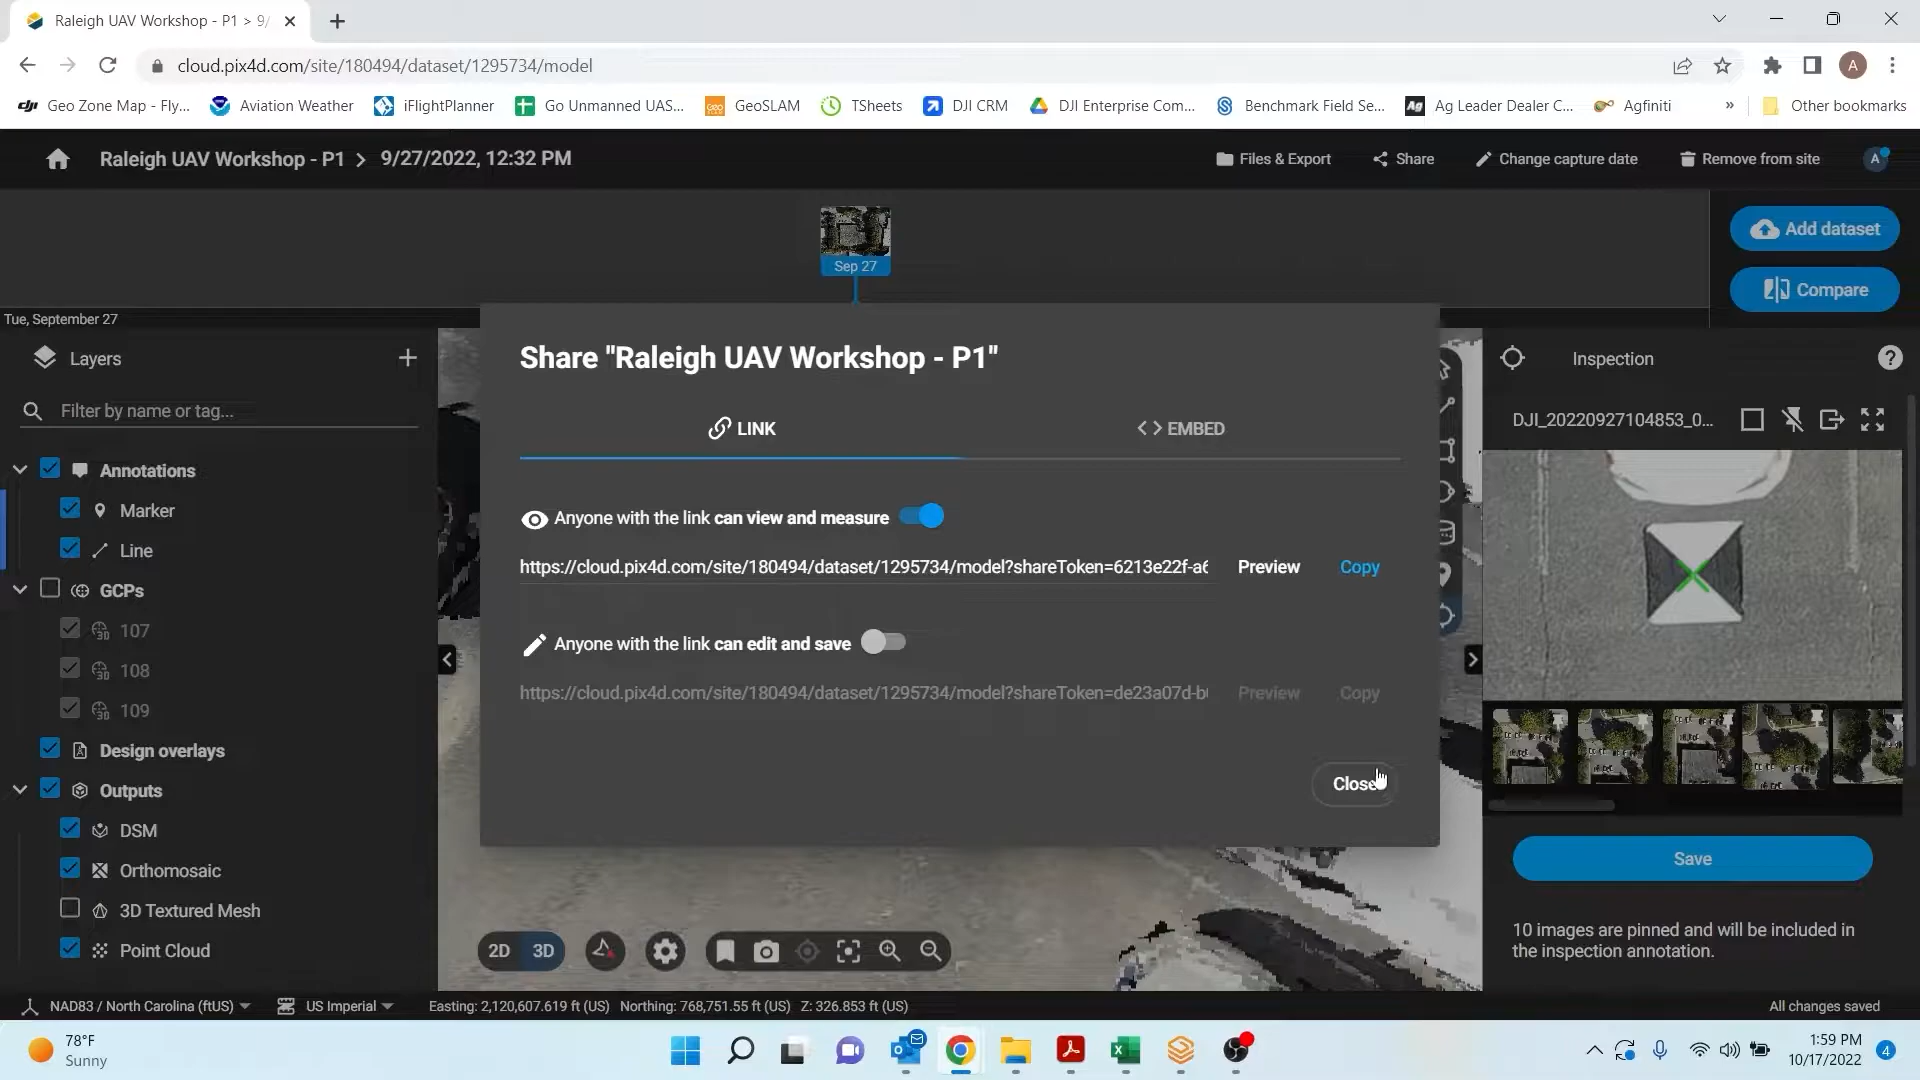 Raleigh UAV Workshop - P1 > 9/
cloud.pix4d.com/site/180494/dataset/1295734/model
A
Geo Zone Map - Fly...
Aviation Weather
iFlightPlanner
Go Unmanned UAS...
GeoSLAM
TSheets
DJI CRM
DJI Enterprise Com...
Benchmark Field Se...
Ag Leader Dealer C...
Agfiniti
»
Other bookmarks
Raleigh UAV Workshop - P1 > 9/27/2022, 12:32 PM
Files & Export
Share
Change capture date
Remove from site
A
Sep 27
Add dataset
Compare
Tue, September 27
Layers
Filter by name or tag...
Annotations
Marker
Line
GCPs
107
108
109
Design overlays
Outputs
DSM
Orthomosaic
3D Textured Mesh
Point Cloud
Share "Raleigh UAV Workshop - P1"
LINK
EMBED
Anyone with the link can view and measure
https://cloud.pix4d.com/site/180494/dataset/1295734/model?shareToken=6213e22f-a6
Preview
Copy
Anyone with the link can edit and save
https://cloud.pix4d.com/site/180494/dataset/1295734/model?shareToken=de23a07d-b
Preview
Copy
Close
Inspection
?
DJI_20220927104853_0...
Save
10 images are pinned and will be included in
the inspection annotation.
2D
3D
NAD83 / North Carolina (ftUS)
US Imperial
Easting: 2,120,607.619 ft (US) Northing: 768,751.55 ft (US) Z: 326.853 ft (US)
All changes saved
78°F
Sunny
1:59 PM
10/17/2022
4